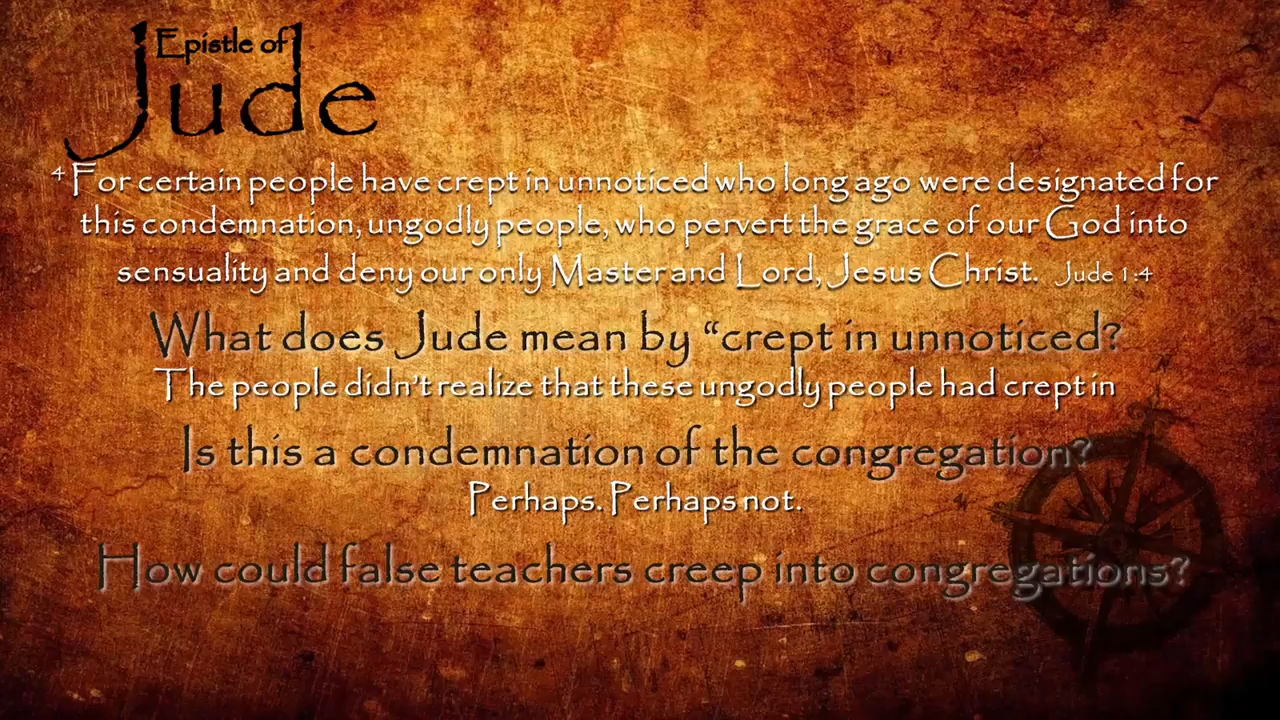 Epistle of
Jude
⁴ For certain people have crept in unnoticed who long ago were designated for
this condemnation, ungodly people, who pervert the grace of our God into
sensuality and deny our only Master and Lord, Jesus Christ. Jude 1:4
What does Jude mean by “crept in unnoticed?
The people didn’t realize that these ungodly people had crept in
Is this a condemnation of the congregation?
Perhaps. Perhaps not.
How could false teachers creep into congregations?